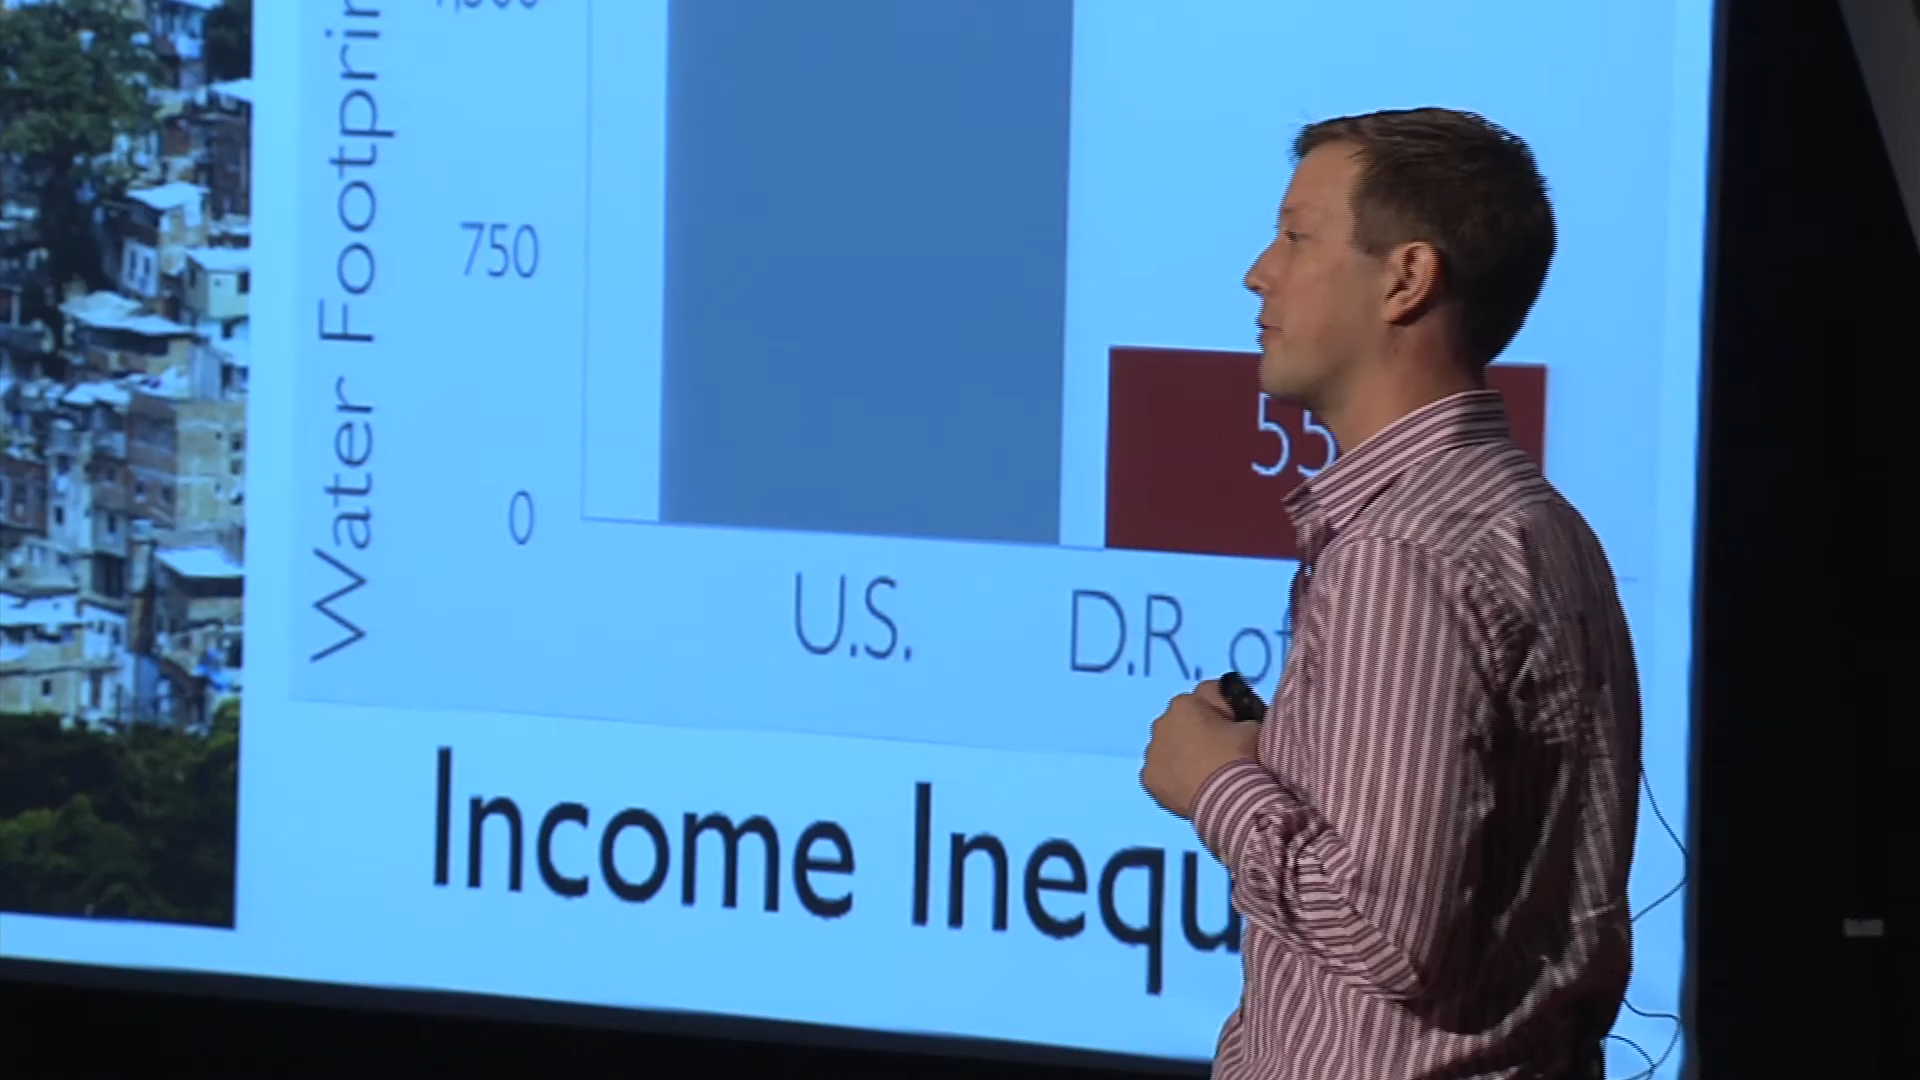 Water Footprin
750
55
0
U.S.
D.R. of
Income Inequ